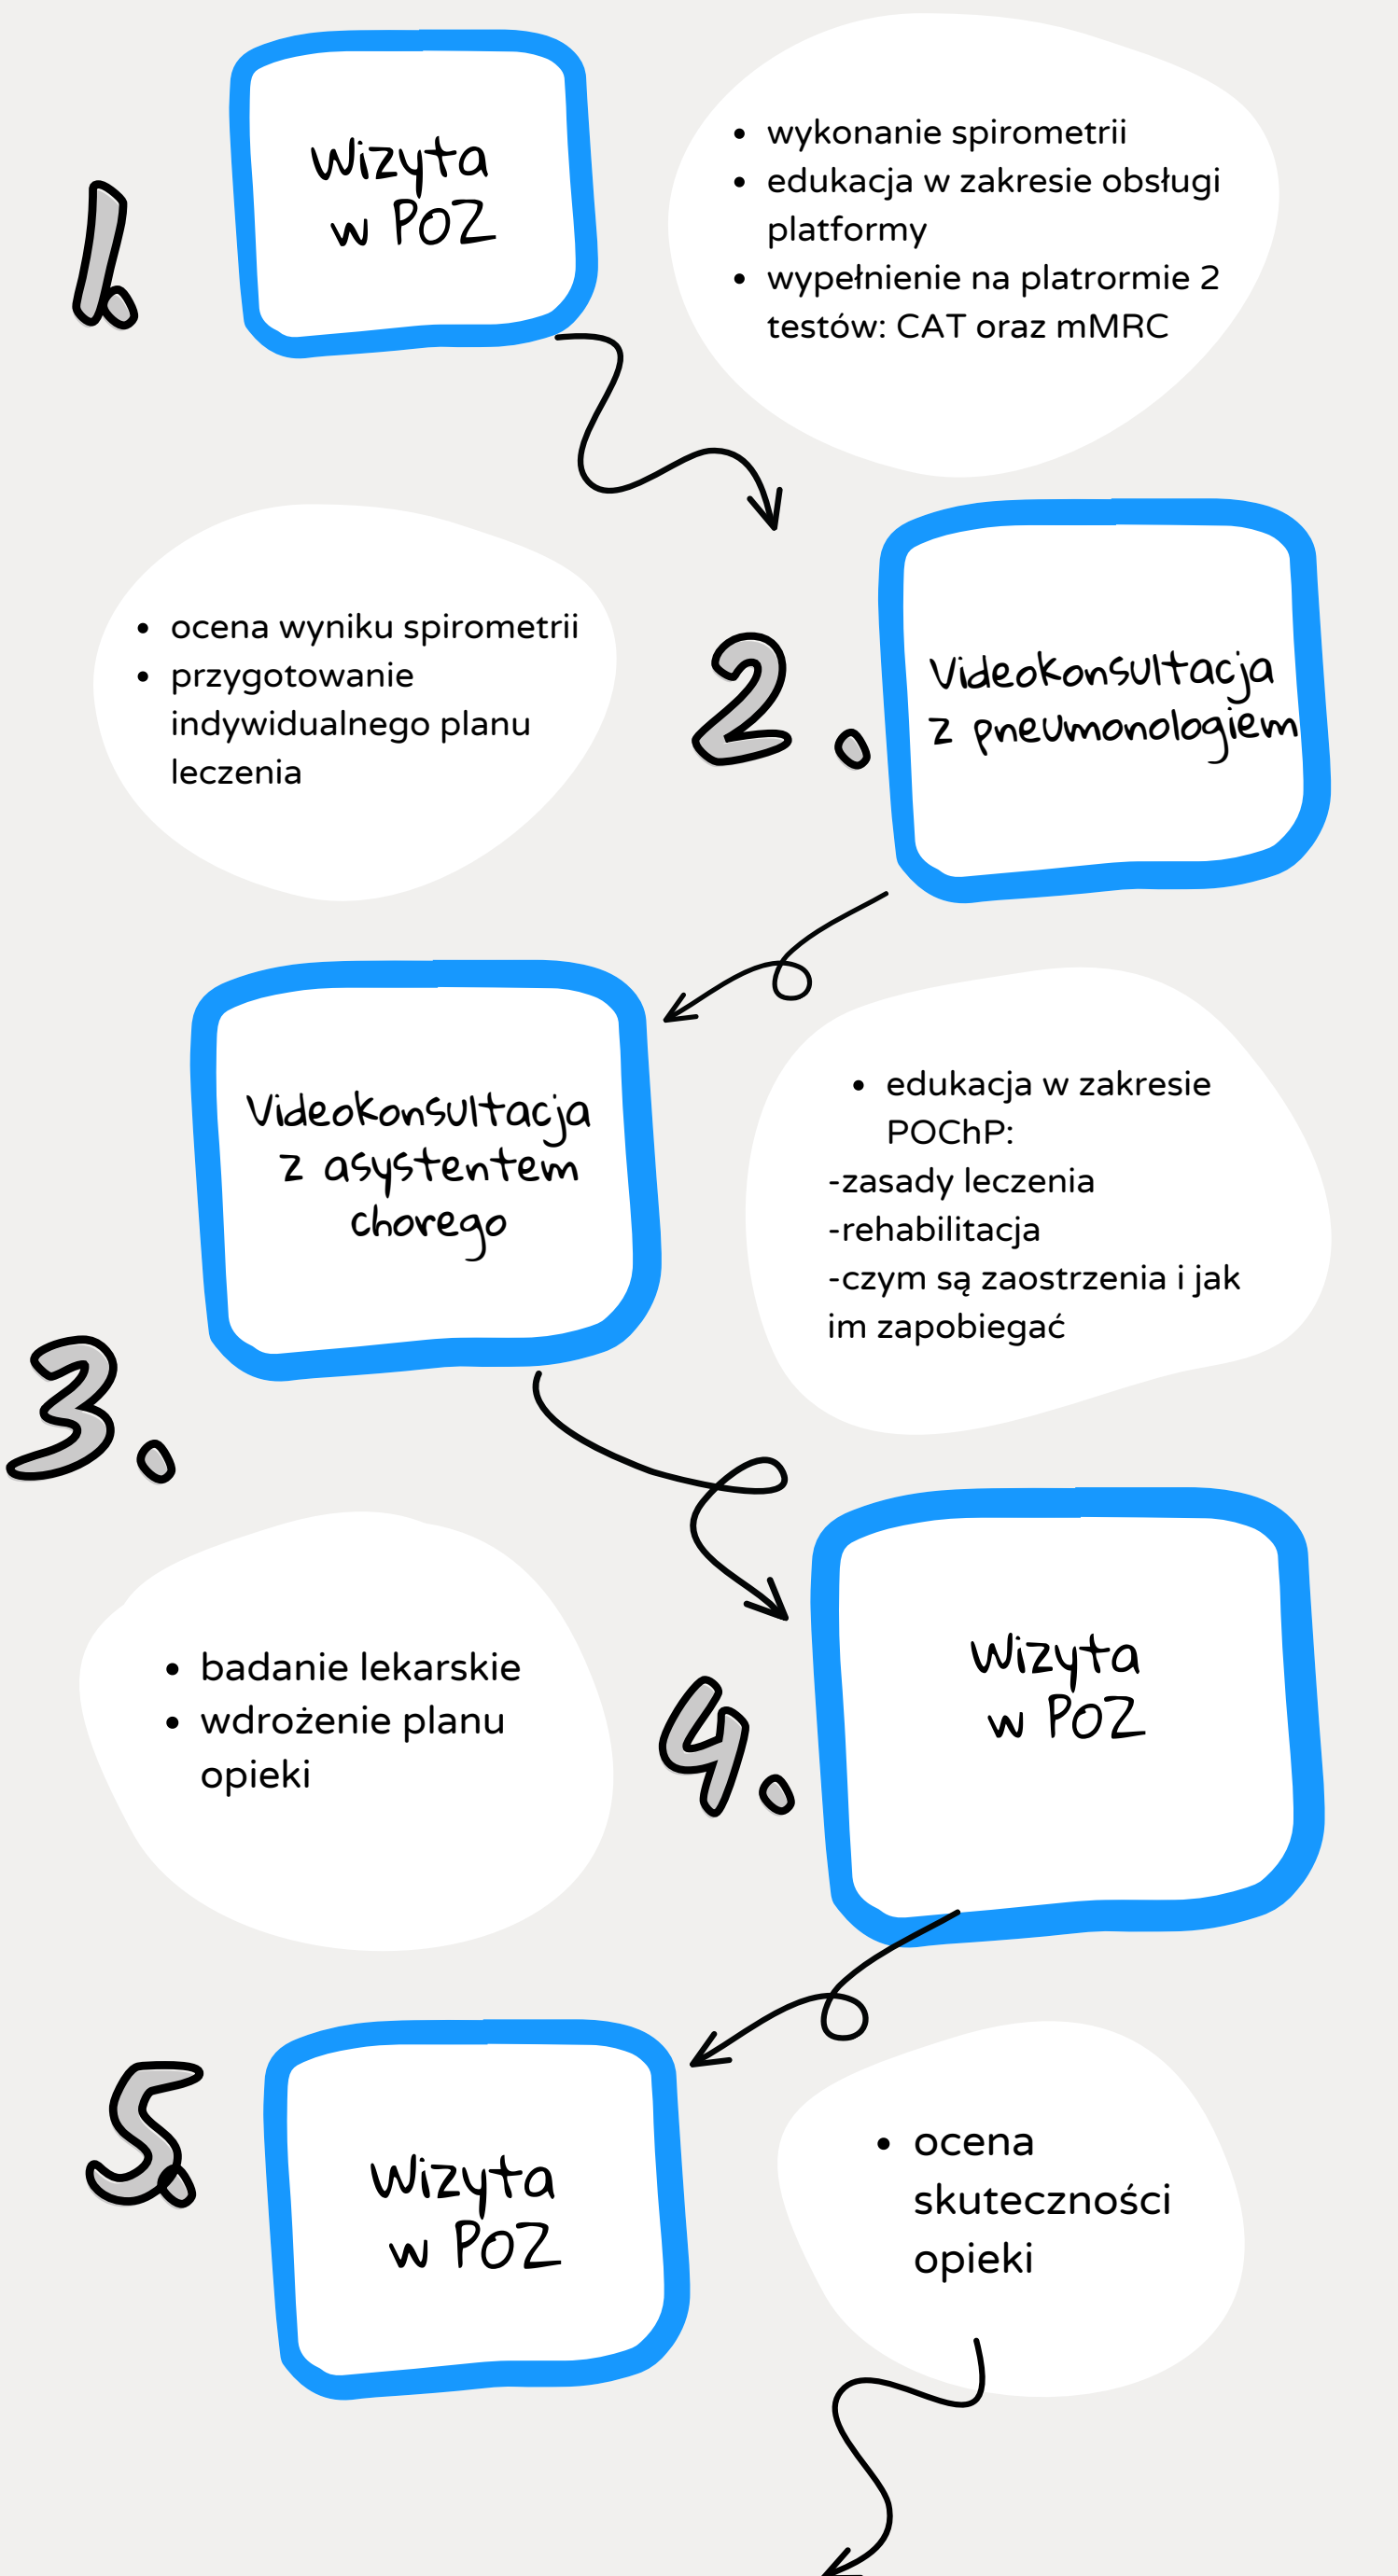 1.
Wizyta
w POZ
• wykonanie spirometrii
• edukacja w zakresie obsługi
platformy
• wypełnienie na platrormie 2
testów: CAT oraz mMRC
2.
Videokonsultacja
z pneumonologiem
• ocena wyniku spirometrii
• przygotowanie
indywidualnego planu
leczenia
3.
Videokonsultacja
z asystentem
chorego
• edukacja w zakresie
POChP:
-zasady leczenia
-rehabilitacja
-czym są zaostrzenia i jak
im zapobiegać
4.
Wizyta
w POZ
• badanie lekarskie
• wdrożenie planu
opieki
5.
Wizyta
w POZ
• ocena
skuteczności
opieki